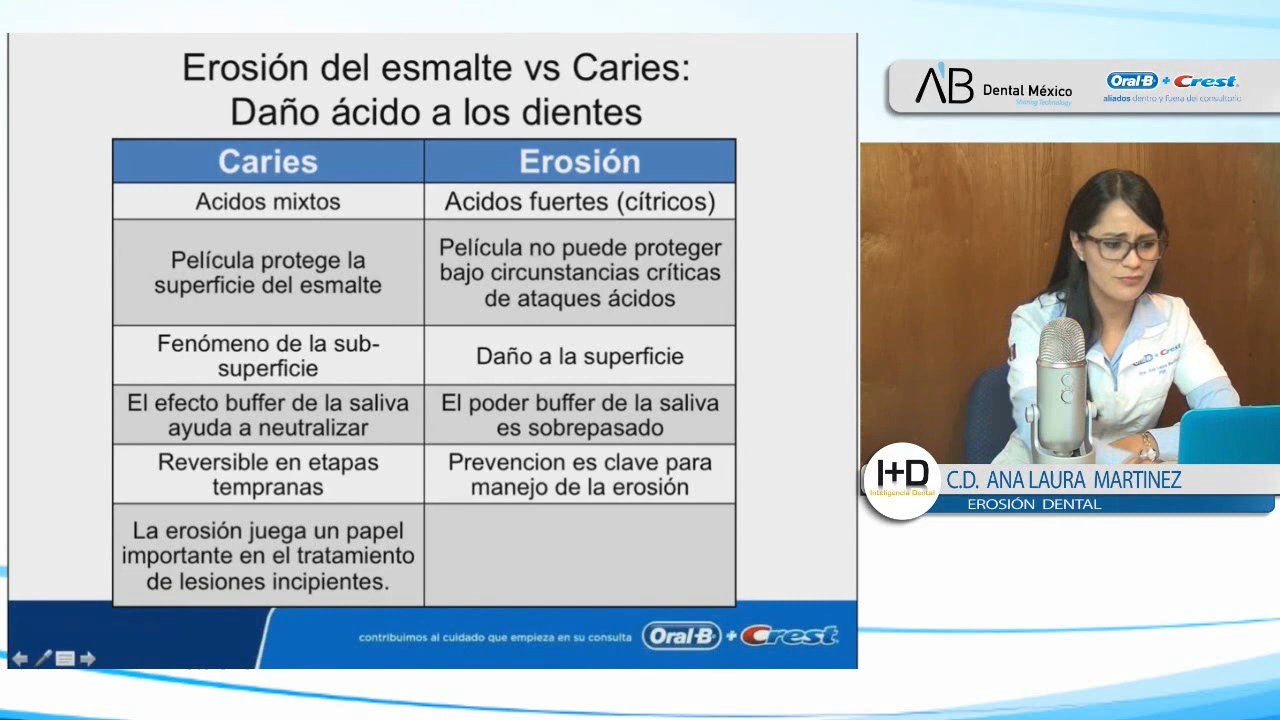 Erosión del esmalte vs Caries:
Daño ácido a los dientes
Caries
Erosión
Acidos mixtos
Acidos fuertes (cítricos)
Película protege la
superficie del esmalte
Película no puede proteger
bajo circunstancias críticas
de ataques ácidos
Fenómeno de la sub-
superficie
Daño a la superficie
El efecto buffer de la saliva
ayuda a neutralizar
El poder buffer de la saliva
es sobrepasado
Reversible en etapas
tempranas
Prevencion es clave para
manejo de la erosión
La erosión juega un papel
importante en el tratamiento
de lesiones incipientes.
contribuimos al cuidado que empieza en su consulta Oral-B + Crest
AB Dental México
Sharing Technology
Oral-B + Crest
aliados dentro y fuera del consultorio
Crest
I+D
Inteligencia Dental
C.D. ANA LAURA MARTINEZ
EROSIÓN DENTAL